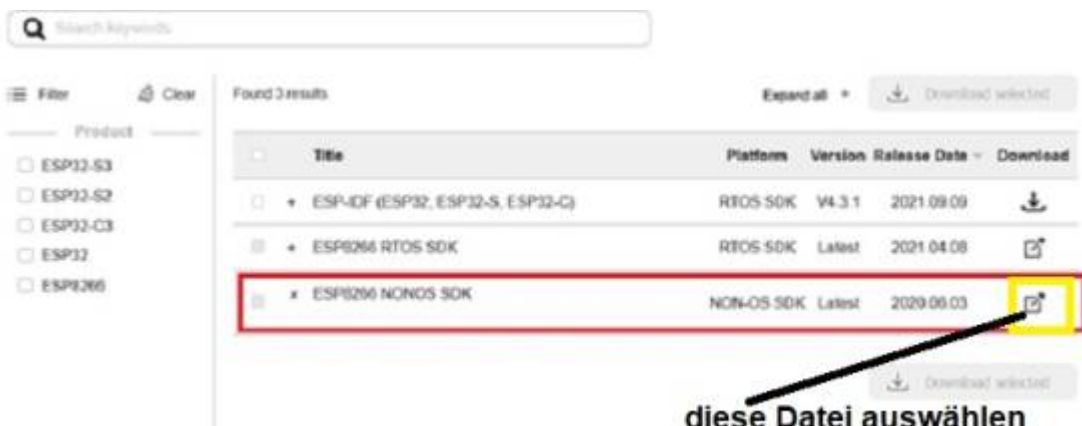 Search keywords
Filter Clear
Found 3 results
Expand all
Download selected
Product
ESP32-S3
ESP32-S2
ESP32-C3
ESP32
ESP8266
Title Platform Version Release Date Download
+ ESP-IDF (ESP32, ESP32-S, ESP32-C) RTOS SDK V4.3.1 2021.09.09
+ ESP8266 RTOS SDK RTOS SDK Latest 2021.04.08
x ESP8266 NONOS SDK NON-OS SDK Latest 2020.06.03
Download selected
diese Datei auswählen